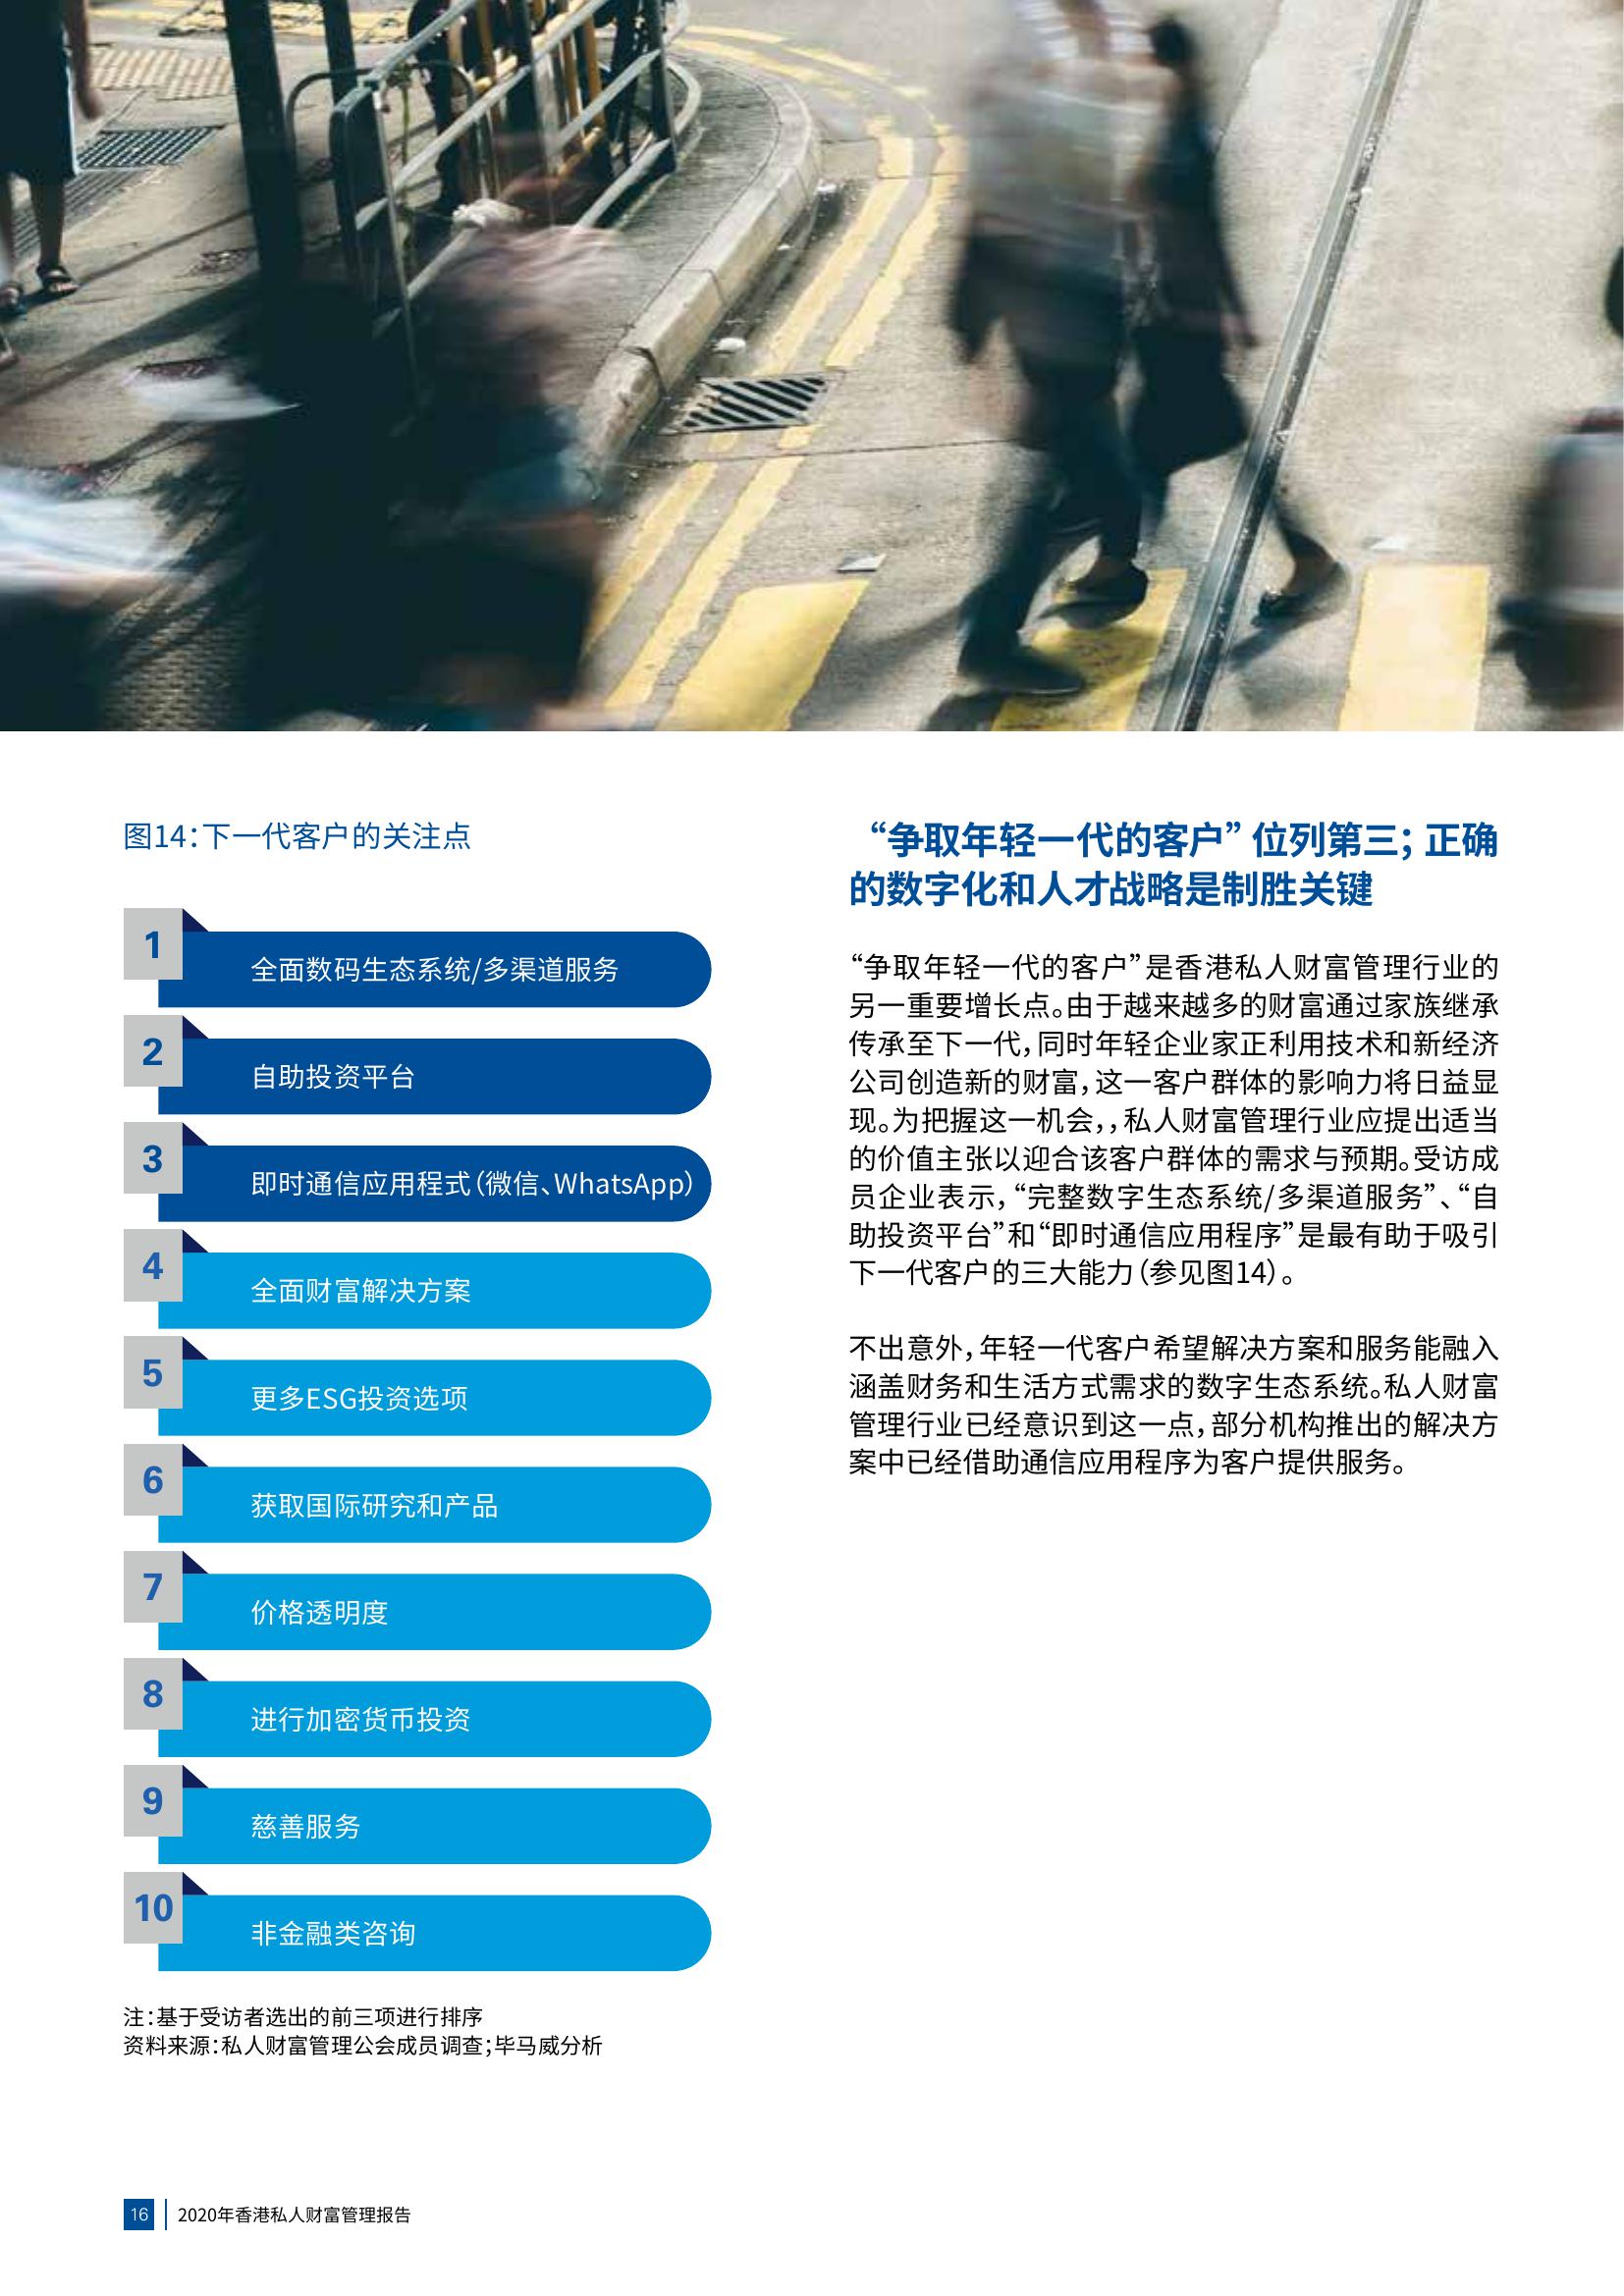 图14：下一代客户的关注点
1
全面数码生态系统/多渠道服务
2
自助投资平台
3
即时通信应用程式（微信、WhatsApp）
4
全面财富解决方案
5
更多ESG投资选项
6
获取国际研究和产品
7
价格透明度
8
进行加密货币投资
9
慈善服务
10
非金融类咨询
注：基于受访者选出的前三项进行排序
资料来源：私人财富管理公会成员调查；毕马威分析
“争取年轻一代的客户”位列第三；正确
的数字化和人才战略是制胜关键
“争取年轻一代的客户”是香港私人财富管理行业的
另一重要增长点。由于越来越多的财富通过家族继承
传承至下一代，同时年轻企业家正利用技术和新经济
公司创造新的财富，这一客户群体的影响力将日益显
现。为把握这一机会，，私人财富管理行业应提出适当
的价值主张以迎合该客户群体的需求与预期。受访成
员企业表示，“完整数字生态系统/多渠道服务”、“自
助投资平台”和“即时通信应用程序”是最有助于吸引
下一代客户的三大能力（参见图14）。
不出意外，年轻一代客户希望解决方案和服务能融入
涵盖财务和生活方式需求的数字生态系统。私人财富
管理行业已经意识到这一点，部分机构推出的解决方
案中已经借助通信应用程序为客户提供服务。
16
2020年香港私人财富管理报告